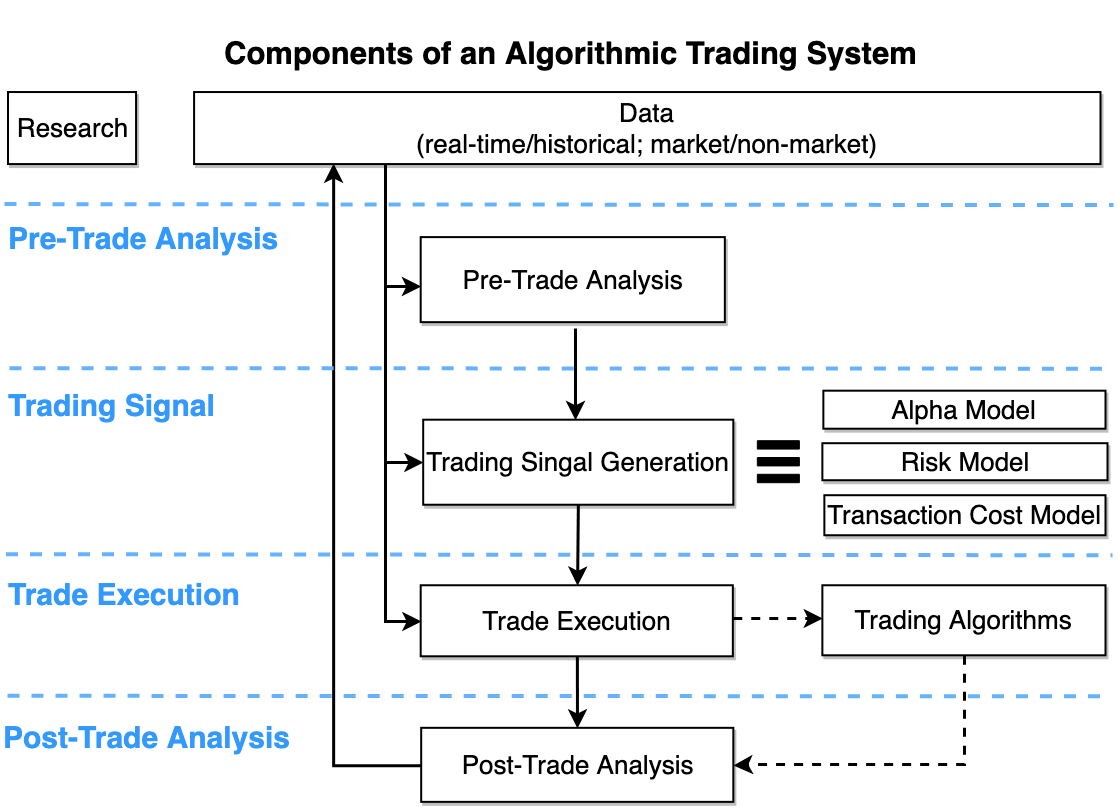 Components of an Algorithmic Trading System
Research
Data
(real-time/historical; market/non-market)
Pre-Trade Analysis
Pre-Trade Analysis
Trading Signal
Trading Singal Generation
Alpha Model
Risk Model
Transaction Cost Model
Trade Execution
Trade Execution
Trading Algorithms
Post-Trade Analysis
Post-Trade Analysis